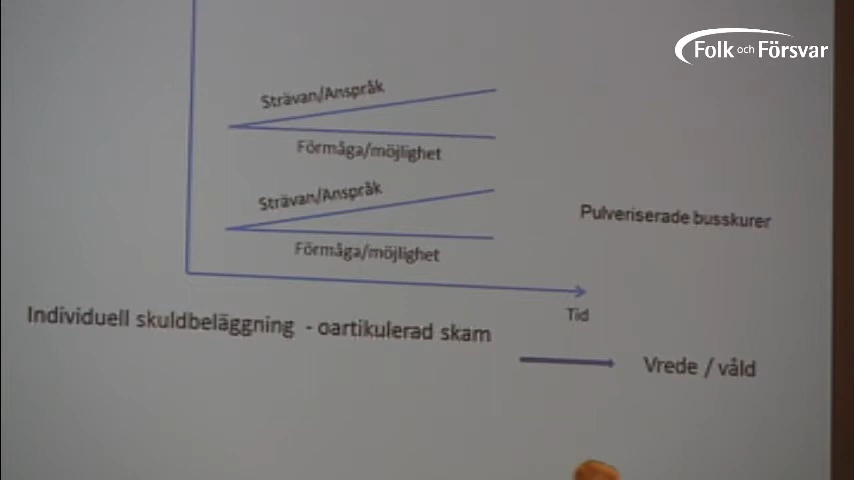 Folk och Försvar
Strävan/Anspråk
Förmåga/möjlighet
Strävan/Anspråk
Förmåga/möjlighet
Pulveriserade busskurer
Tid
Individuell skuldbeläggning - oartikulerad skam
Vrede / våld